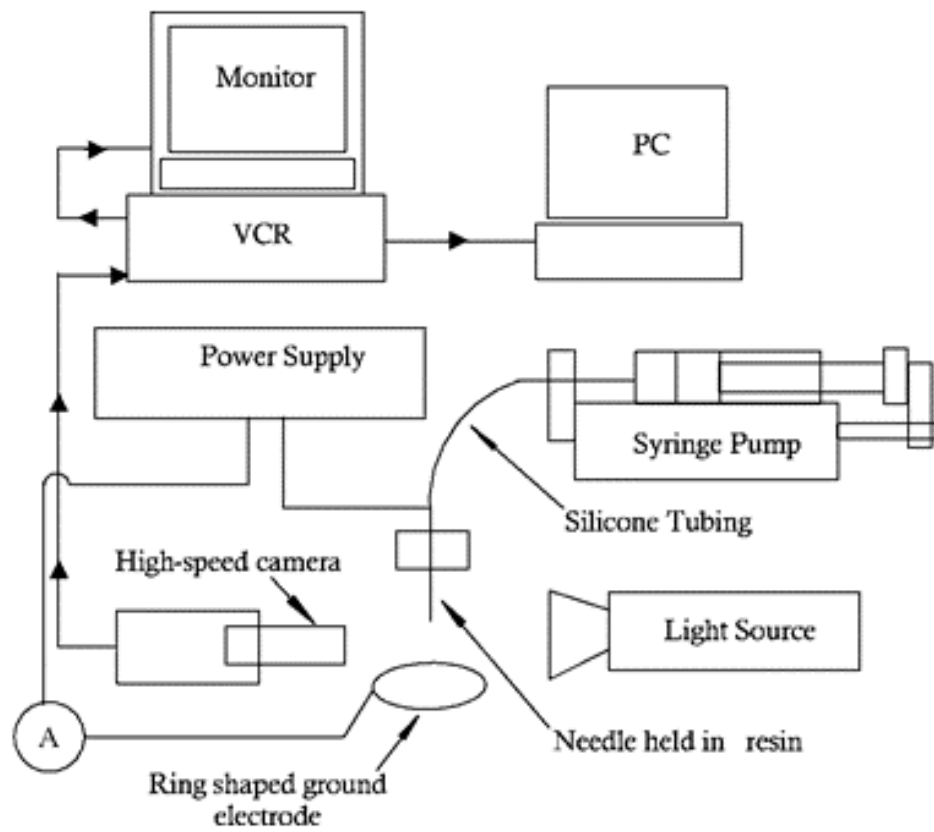 Monitor
PC
VCR
Power Supply
Syringe Pump
Silicone Tubing
High-speed camera
Light Source
A
Needle held in resin
Ring shaped ground
electrode